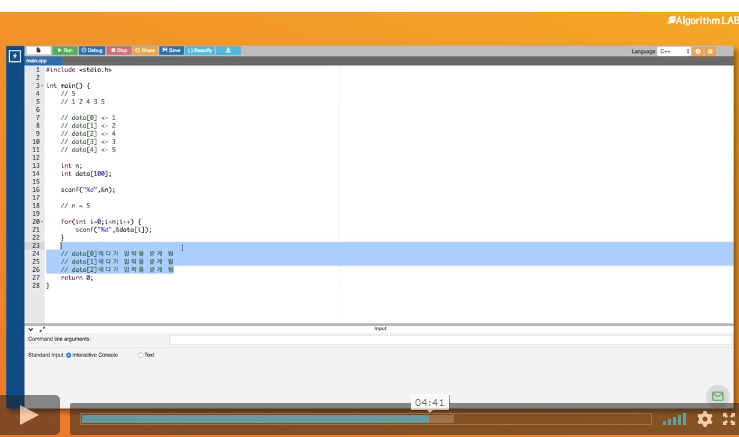 Algorithm LAB
Run Debug Stop Share Save {} Beautify
Language C++
main.cpp
1 #include <stdio.h>
2
3 int main() {
4 // 5
5 // 1 2 4 3 5
6
7 // data[0] <- 1
8 // data[1] <- 2
9 // data[2] <- 4
10 // data[3] <- 3
11 // data[4] <- 5
12
13 int n;
14 int data[100];
15
16 scanf("%d",&n);
17
18 // n = 5
19
20 for(int i=0;i<n;i++) {
21 scanf("%d",&data[i]);
22 }
23
24 // data[0]에다가 입력을 받게 됨
25 // data[1]에다가 입력을 받게 됨
26 // data[2]에다가 입력을 받게 됨
27 return 0;
28 }
input
Command line arguments:
Standard Input: Interactive Console Text
04:41